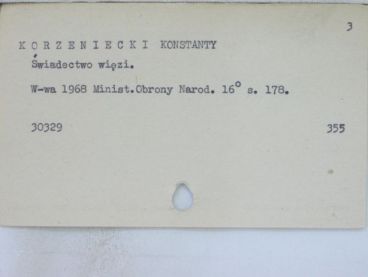 3
KORZENIECKI KONSTANTY
Świadectwo więzi.
W-wa 1968 Minist.Obrony Narod. 16° s. 178.
30329 355